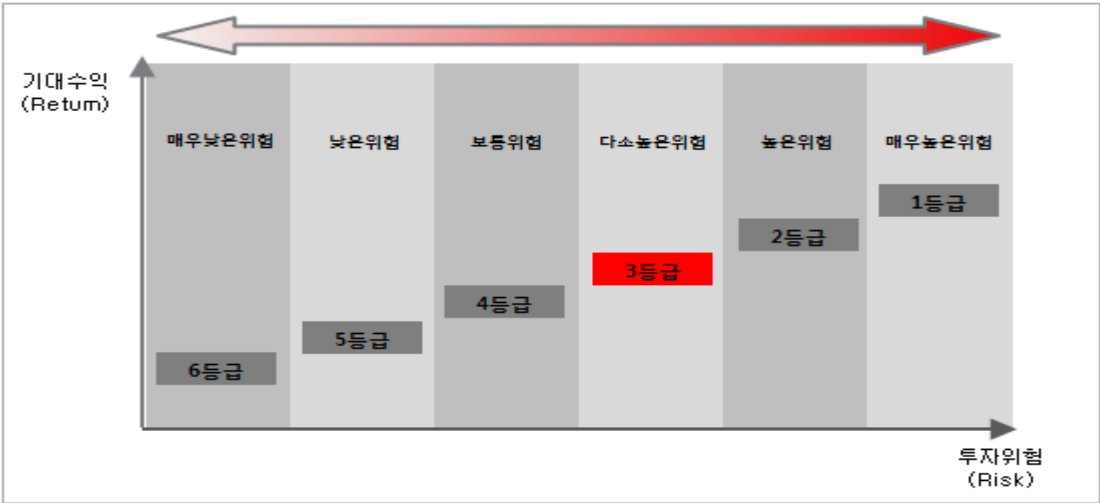 기대수익
(Return)
매우낮은위험
낮은위험
보통위험
다소높은위험
높은위험
매우높은위험
1등급
2등급
3등급
4등급
5등급
6등급
투자위험
(Risk)